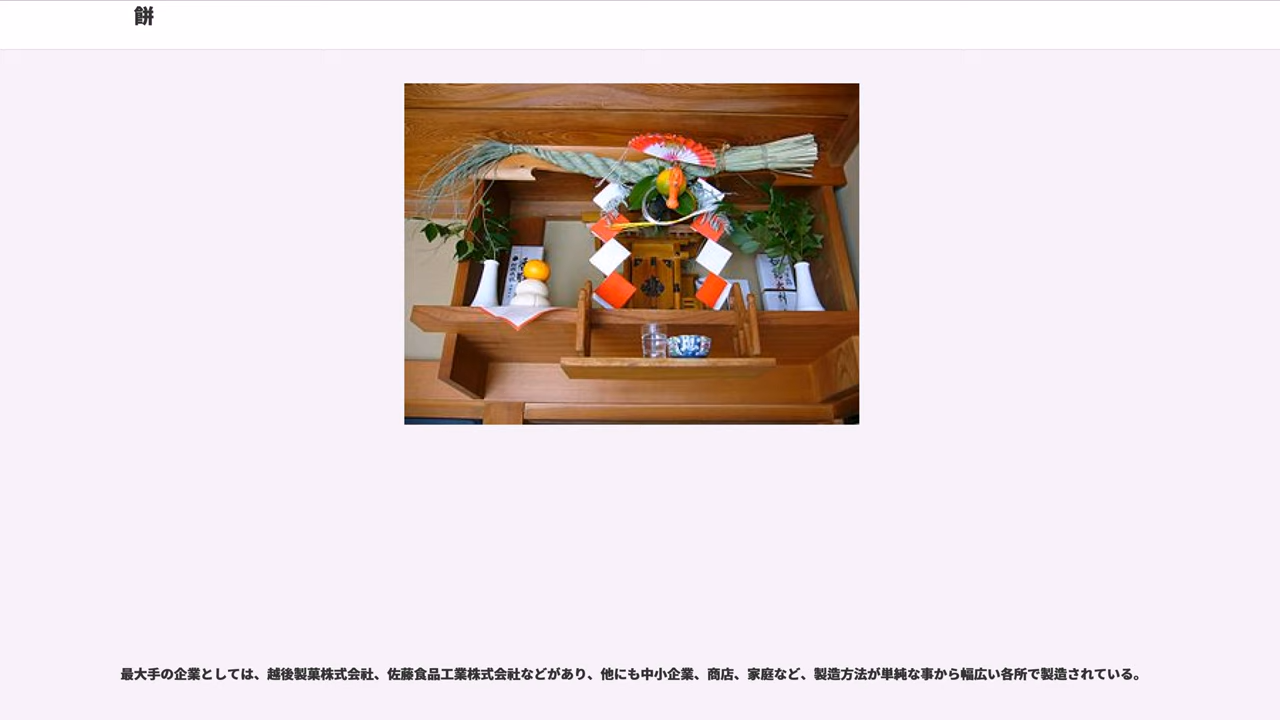 餅
最大手の企業としては、越後製菓株式会社、佐藤食品工業株式会社などがあり、他にも中小企業、商店、家庭など、製造方法が単純な事から幅広い各所で製造されている。